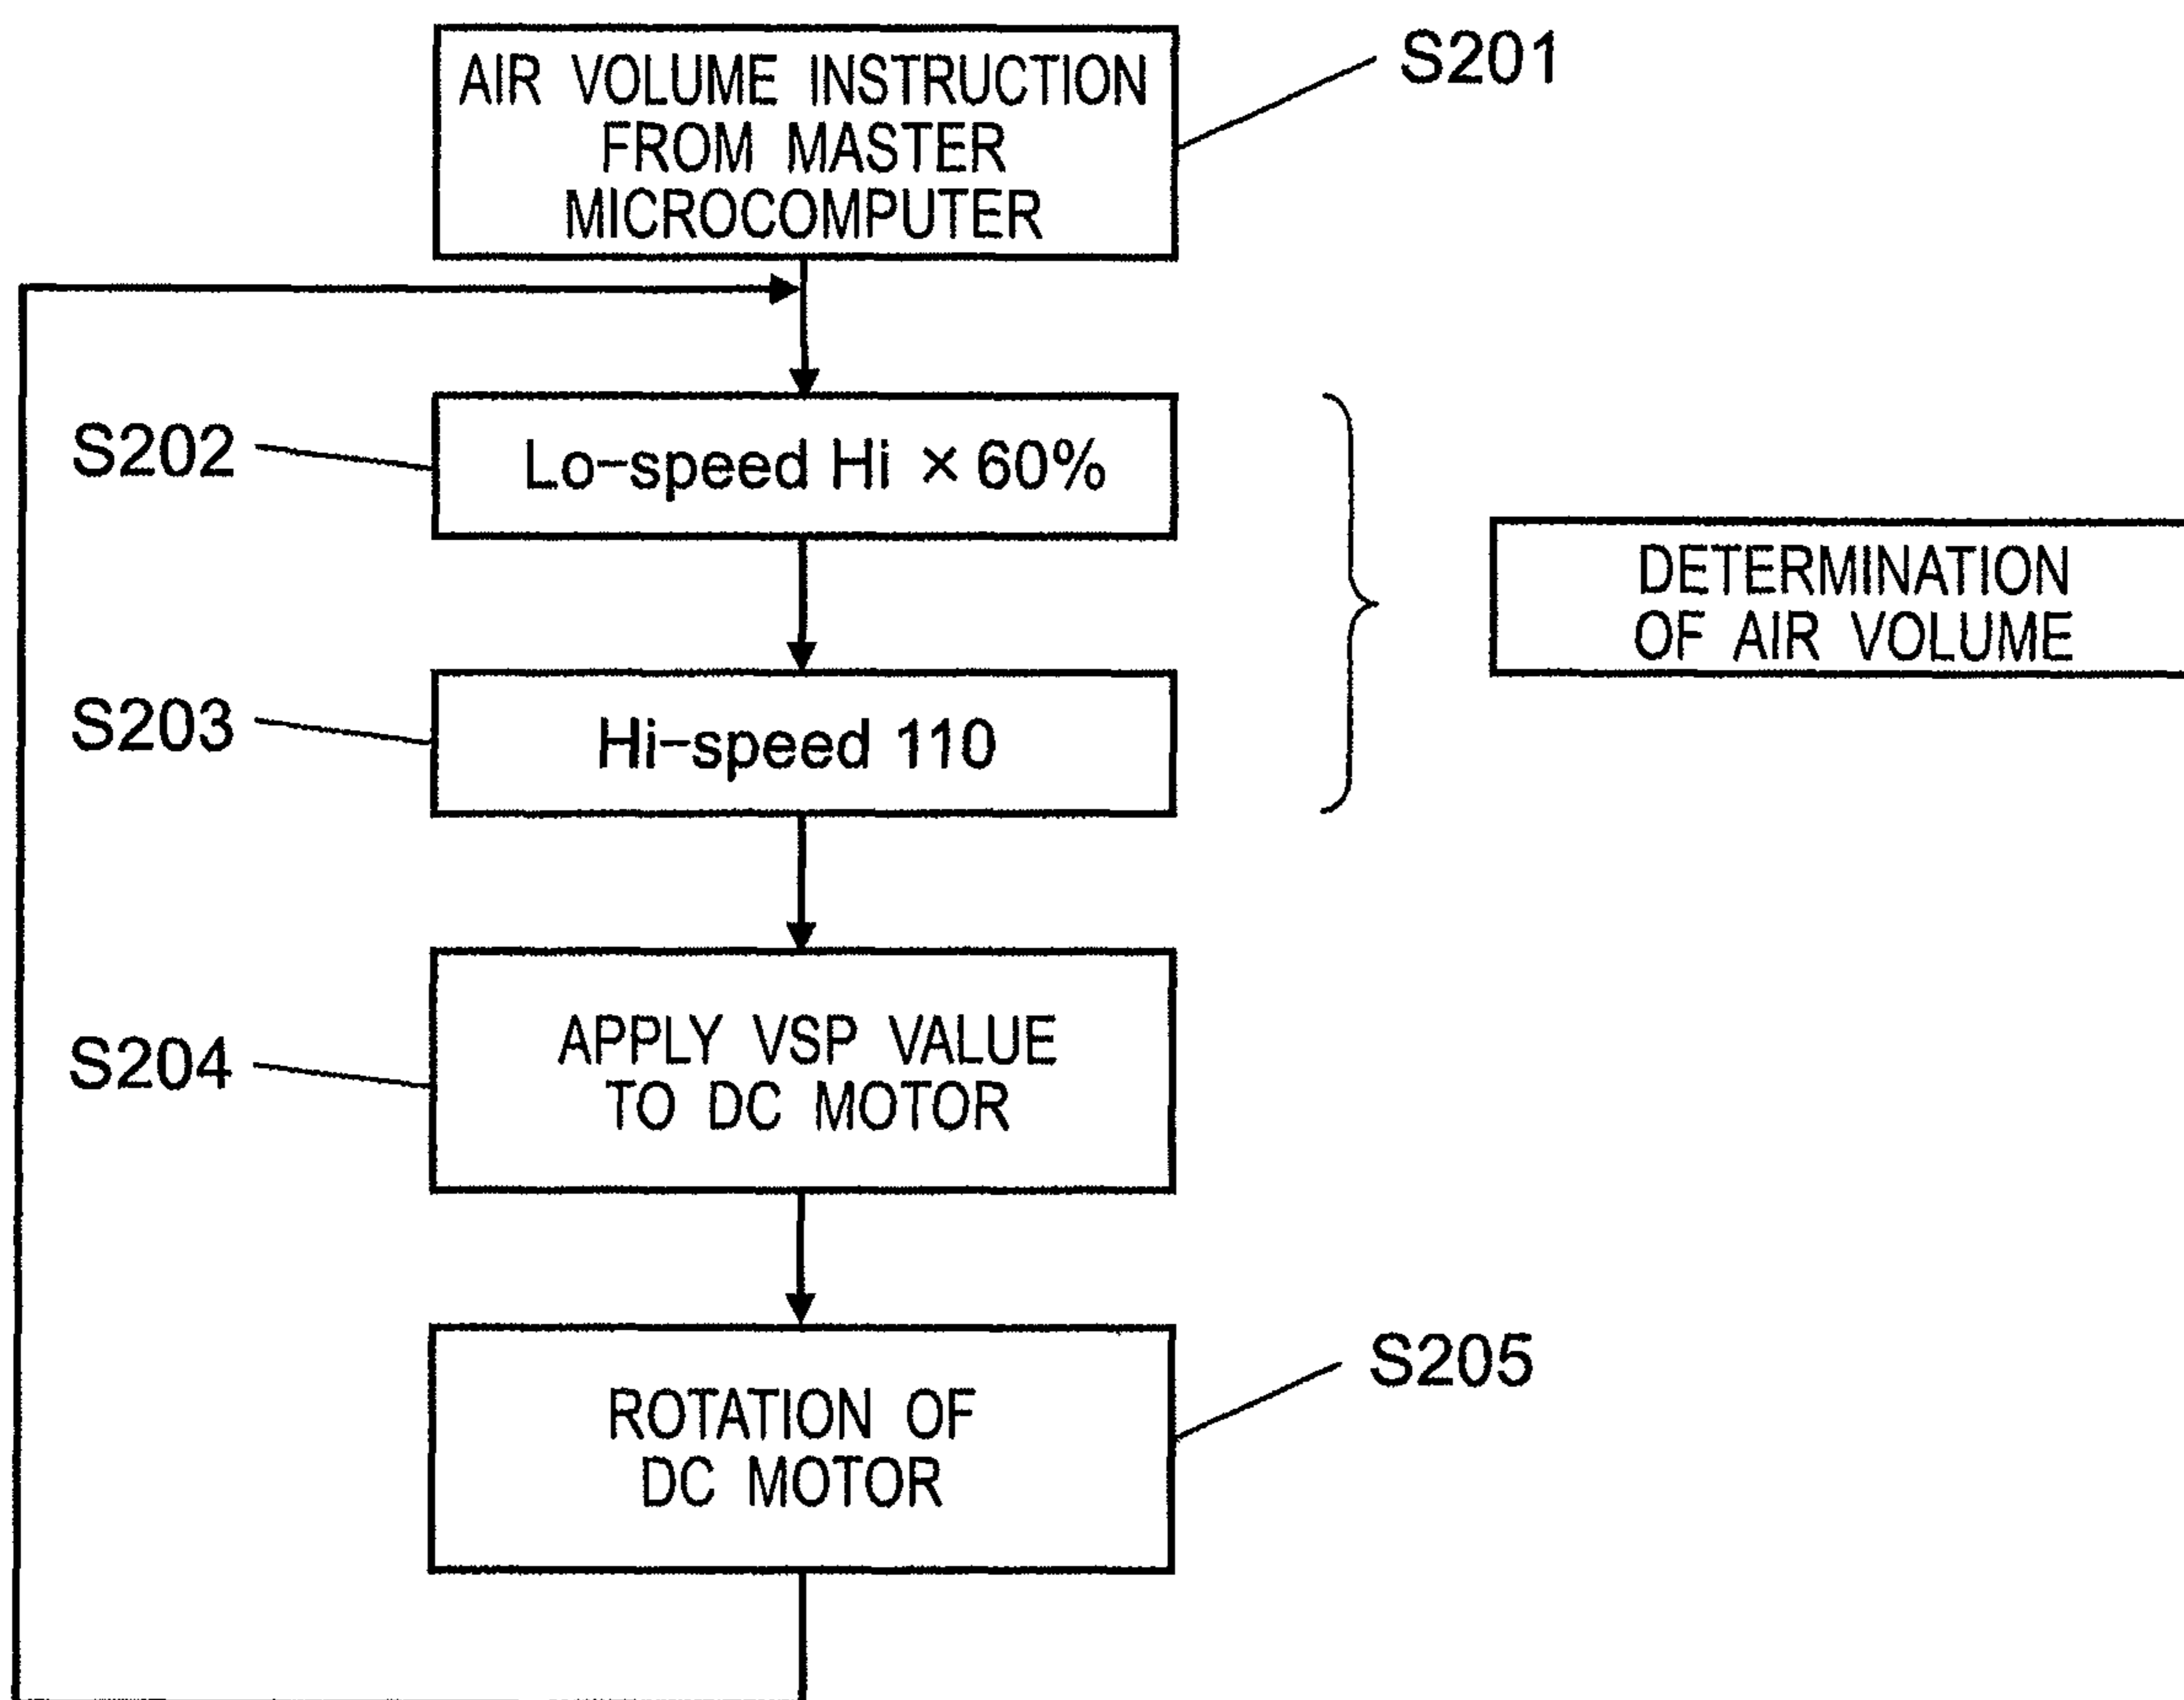 AIR VOLUME INSTRUCTION
FROM MASTER
MICROCOMPUTER
S201
S202
Lo-speed Hi × 60%
DETERMINATION
OF AIR VOLUME
S203
Hi-speed 110
S204
APPLY VSP VALUE
TO DC MOTOR
S205
ROTATION OF
DC MOTOR